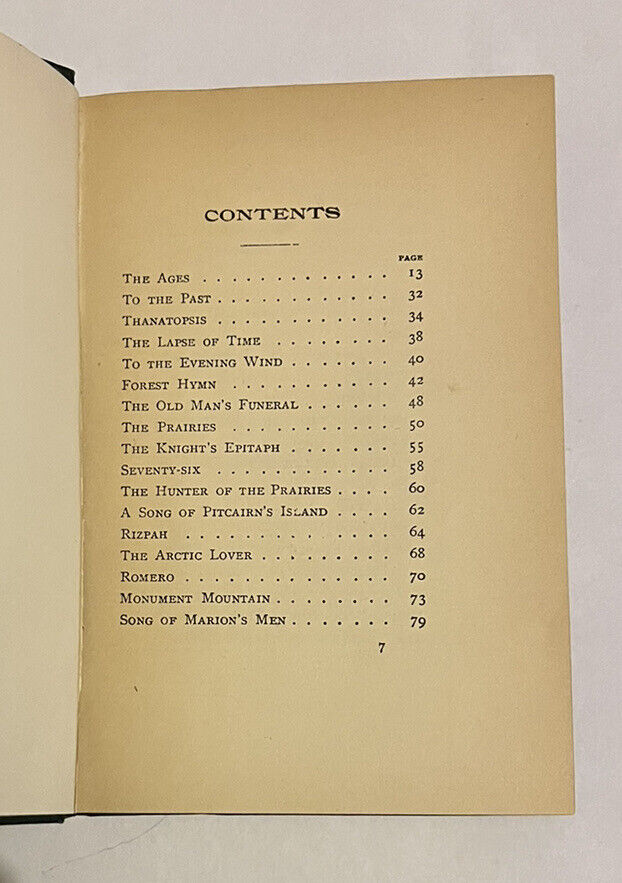 CONTENTS
PAGE
THE AGES . . . . . . . . . . . . . 13
TO THE PAST . . . . . . . . . . . . 32
THANATOPSIS . . . . . . . . . . . . 34
THE LAPSE OF TIME . . . . . . . . 38
TO THE EVENING WIND . . . . . . . 40
FOREST HYMN . . . . . . . . . . . 42
THE OLD MAN'S FUNERAL . . . . . . 48
THE PRAIRIES . . . . . . . . . . . 50
THE KNIGHT'S EPITAPH . . . . . . . 55
SEVENTY-SIX . . . . . . . . . . . . 58
THE HUNTER OF THE PRAIRIES . . . . 60
A SONG OF PITCAIRN'S ISLAND . . . . 62
RIZPAH . . . . . . . . . . . . . . 64
THE ARCTIC LOVER . . . . . . . . . 68
ROMERO . . . . . . . . . . . . . . 70
MONUMENT MOUNTAIN . . . . . . . . 73
SONG OF MARION'S MEN . . . . . . . 79
7